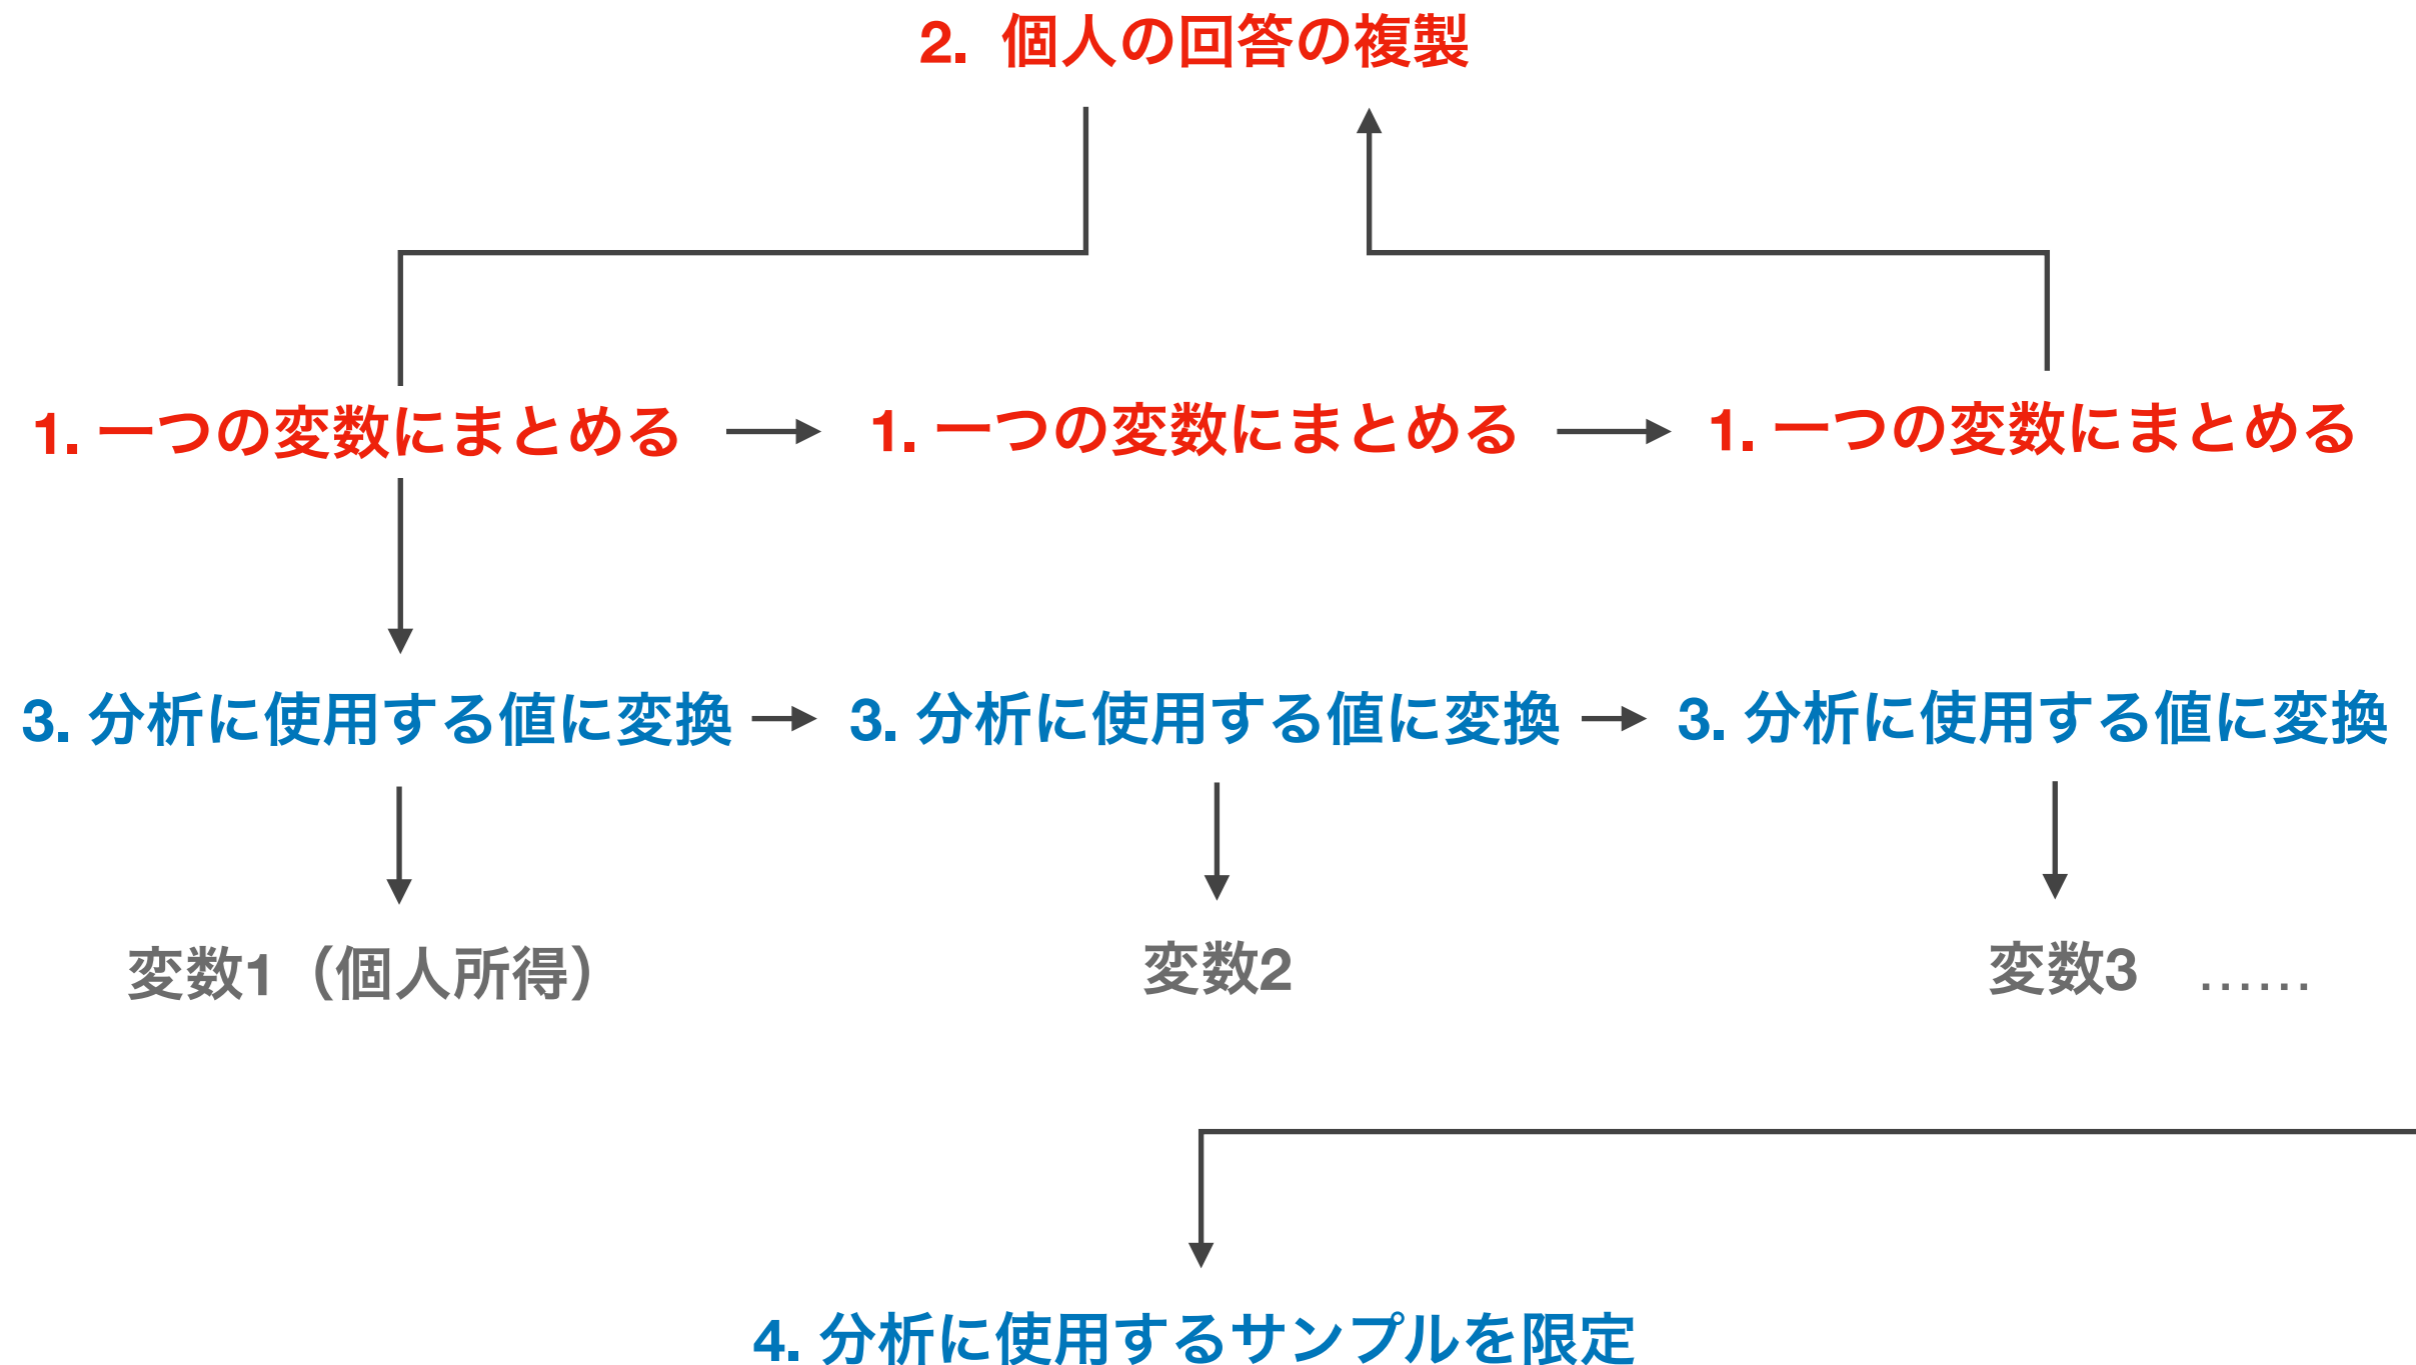 2. 個人の回答の複製
1. 一つの変数にまとめる
1. 一つの変数にまとめる
1. 一つの変数にまとめる
3. 分析に使用する値に変換
3. 分析に使用する値に変換
3. 分析に使用する値に変換
変数1（個人所得）
変数2
変数3 ……
4. 分析に使用するサンプルを限定